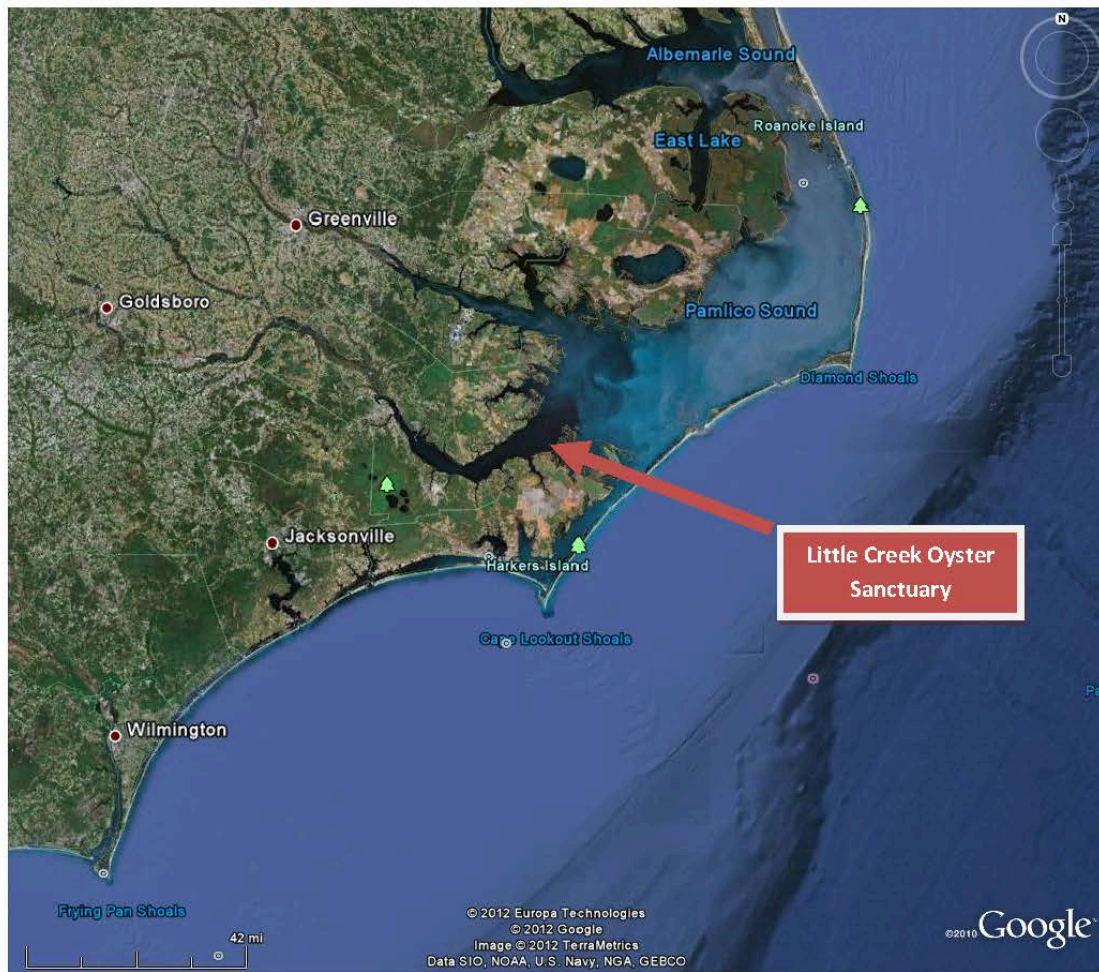 N
Albemarle Sound
Roanoke Island
East Lake
Greenville
Goldsboro
Pamlico Sound
Diamond Shoals
Jacksonville
Harkers Island
Little Creek Oyster
Sanctuary
Cape Lookout Shoals
Pa
Wilmington
Frying Pan Shoals
42 mi
© 2012 Europa Technologies
© 2012 Google
Image © 2012 TerraMetrics
Data SIO, NOAA, U.S. Navy, NGA, GEBCO
©2010 Google